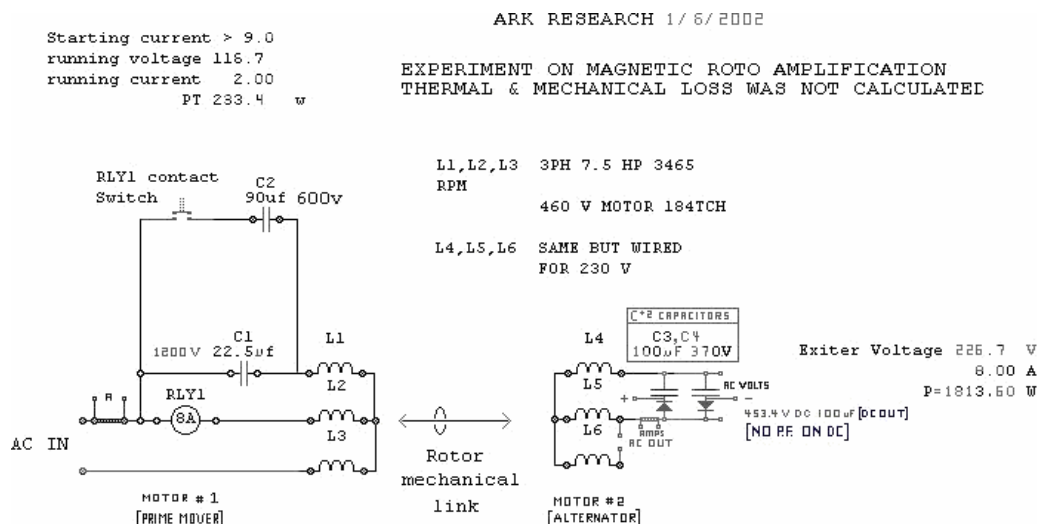 ARK RESEARCH 1/6/2002
Starting current > 9.0
running voltage 116.7
running current 2.00
PT 233.4 w
EXPERIMENT ON MAGNETIC ROTO AMPLIFICATION
THERMAL & MECHANICAL LOSS WAS NOT CALCULATED
L1,L2,L3 3PH 7.5 HP 3465
RPM
460 V MOTOR 184TCH
L4,L5,L6 SAME BUT WIRED
FOR 230 V
RLY1 contact
Switch
C2
90uf 600v
C1
1200V 22.5uf
L1
L2
L3
A
RLY1
8A
AC IN
MOTOR # 1
[PRIME MOVER]
Rotor
mechanical
link
L4
L5
L6
C+2 CAPACITORS
C3,C4
100uF 370V
+
-
AC VOLTS
AMPS
AC OUT
453.4 V DC 100uF [DC OUT]
[NO P.F. ON DC]
Exiter Voltage 226.7 V
8.00 A
P=1813.60 W
MOTOR #2
[ALTERNATOR]